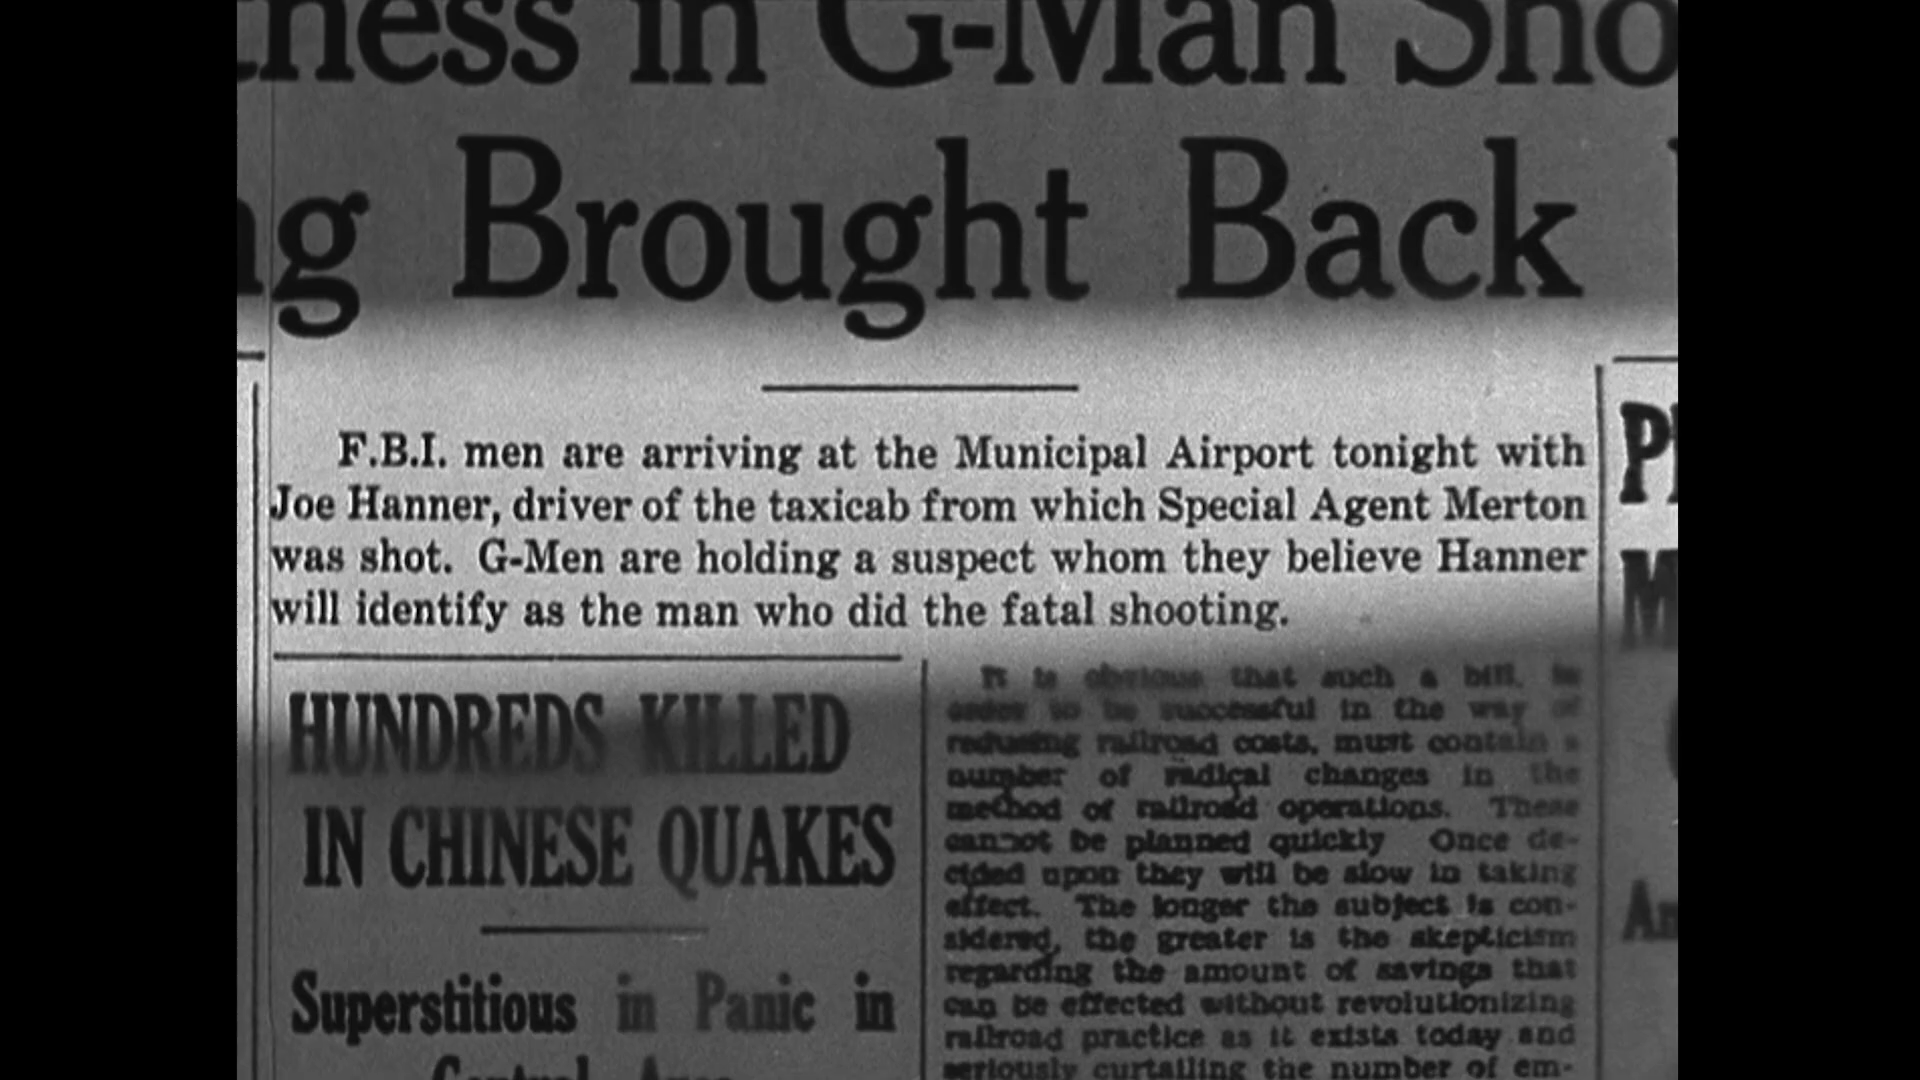 ness in G-Man Sho
g Brought Back
F.B.I. men are arriving at the Municipal Airport tonight with
Joe Hanner, driver of the taxicab from which Special Agent Merton
was shot. G-Men are holding a suspect whom they believe Hanner
will identify as the man who did the fatal shooting.
HUNDREDS KILLED
IN CHINESE QUAKES
Superstitious in Panic in
Central Area
It is obvious that such a bill, in
order to be successful in the way of
reducing railroad costs, must contain a
number of radical changes in the
method of railroad operations. These
cannot be planned quickly Once de-
cided upon they will be slow in taking
effect. The longer the subject is con-
sidered, the greater is the skepticism
regarding the amount of savings that
can be effected without revolutionizing
railroad practice as it exists today and
seriously curtailing the number of em-
P
M
An